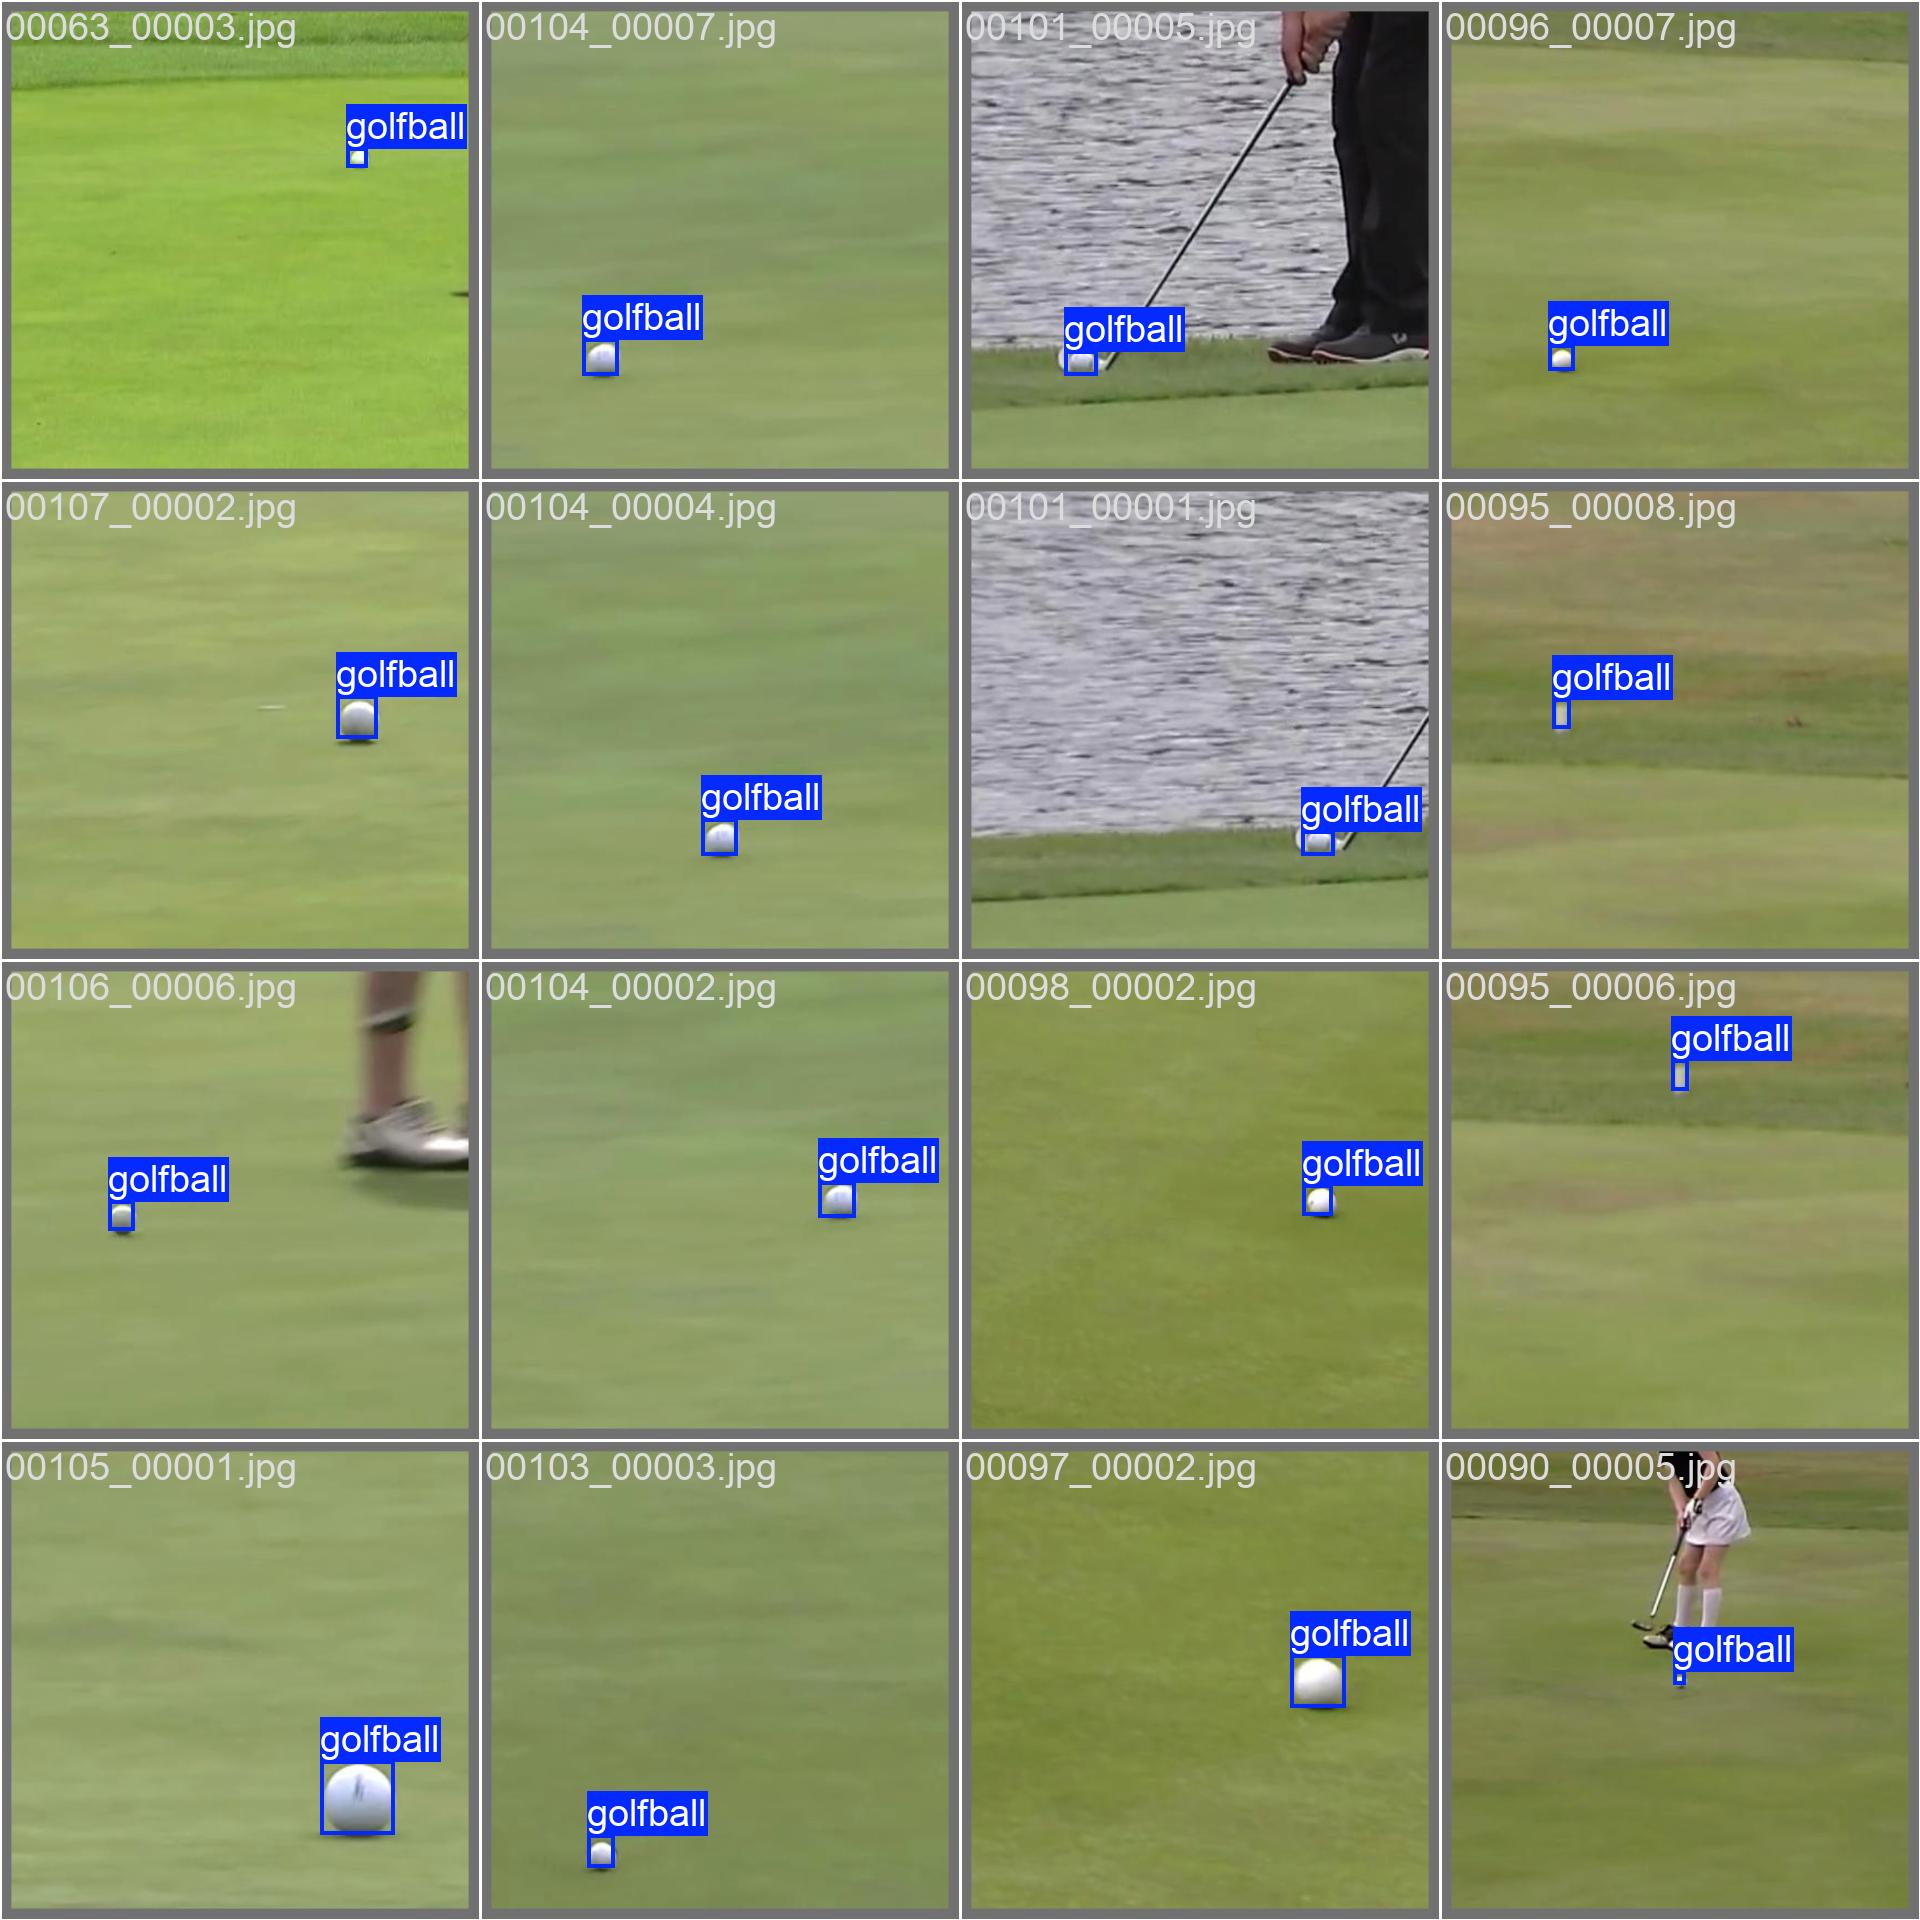 00063_00003.jpg
golfball
00104_00007.jpg
golfball
00101_00005.jpg
golfball
00096_00007.jpg
golfball
00107_00002.jpg
golfball
00104_00004.jpg
golfball
00101_00001.jpg
golfball
00095_00008.jpg
golfball
00106_00006.jpg
golfball
00104_00002.jpg
golfball
00098_00002.jpg
golfball
00095_00006.jpg
golfball
00105_00001.jpg
golfball
00103_00003.jpg
golfball
00097_00002.jpg
golfball
00090_00005.jpg
golfball